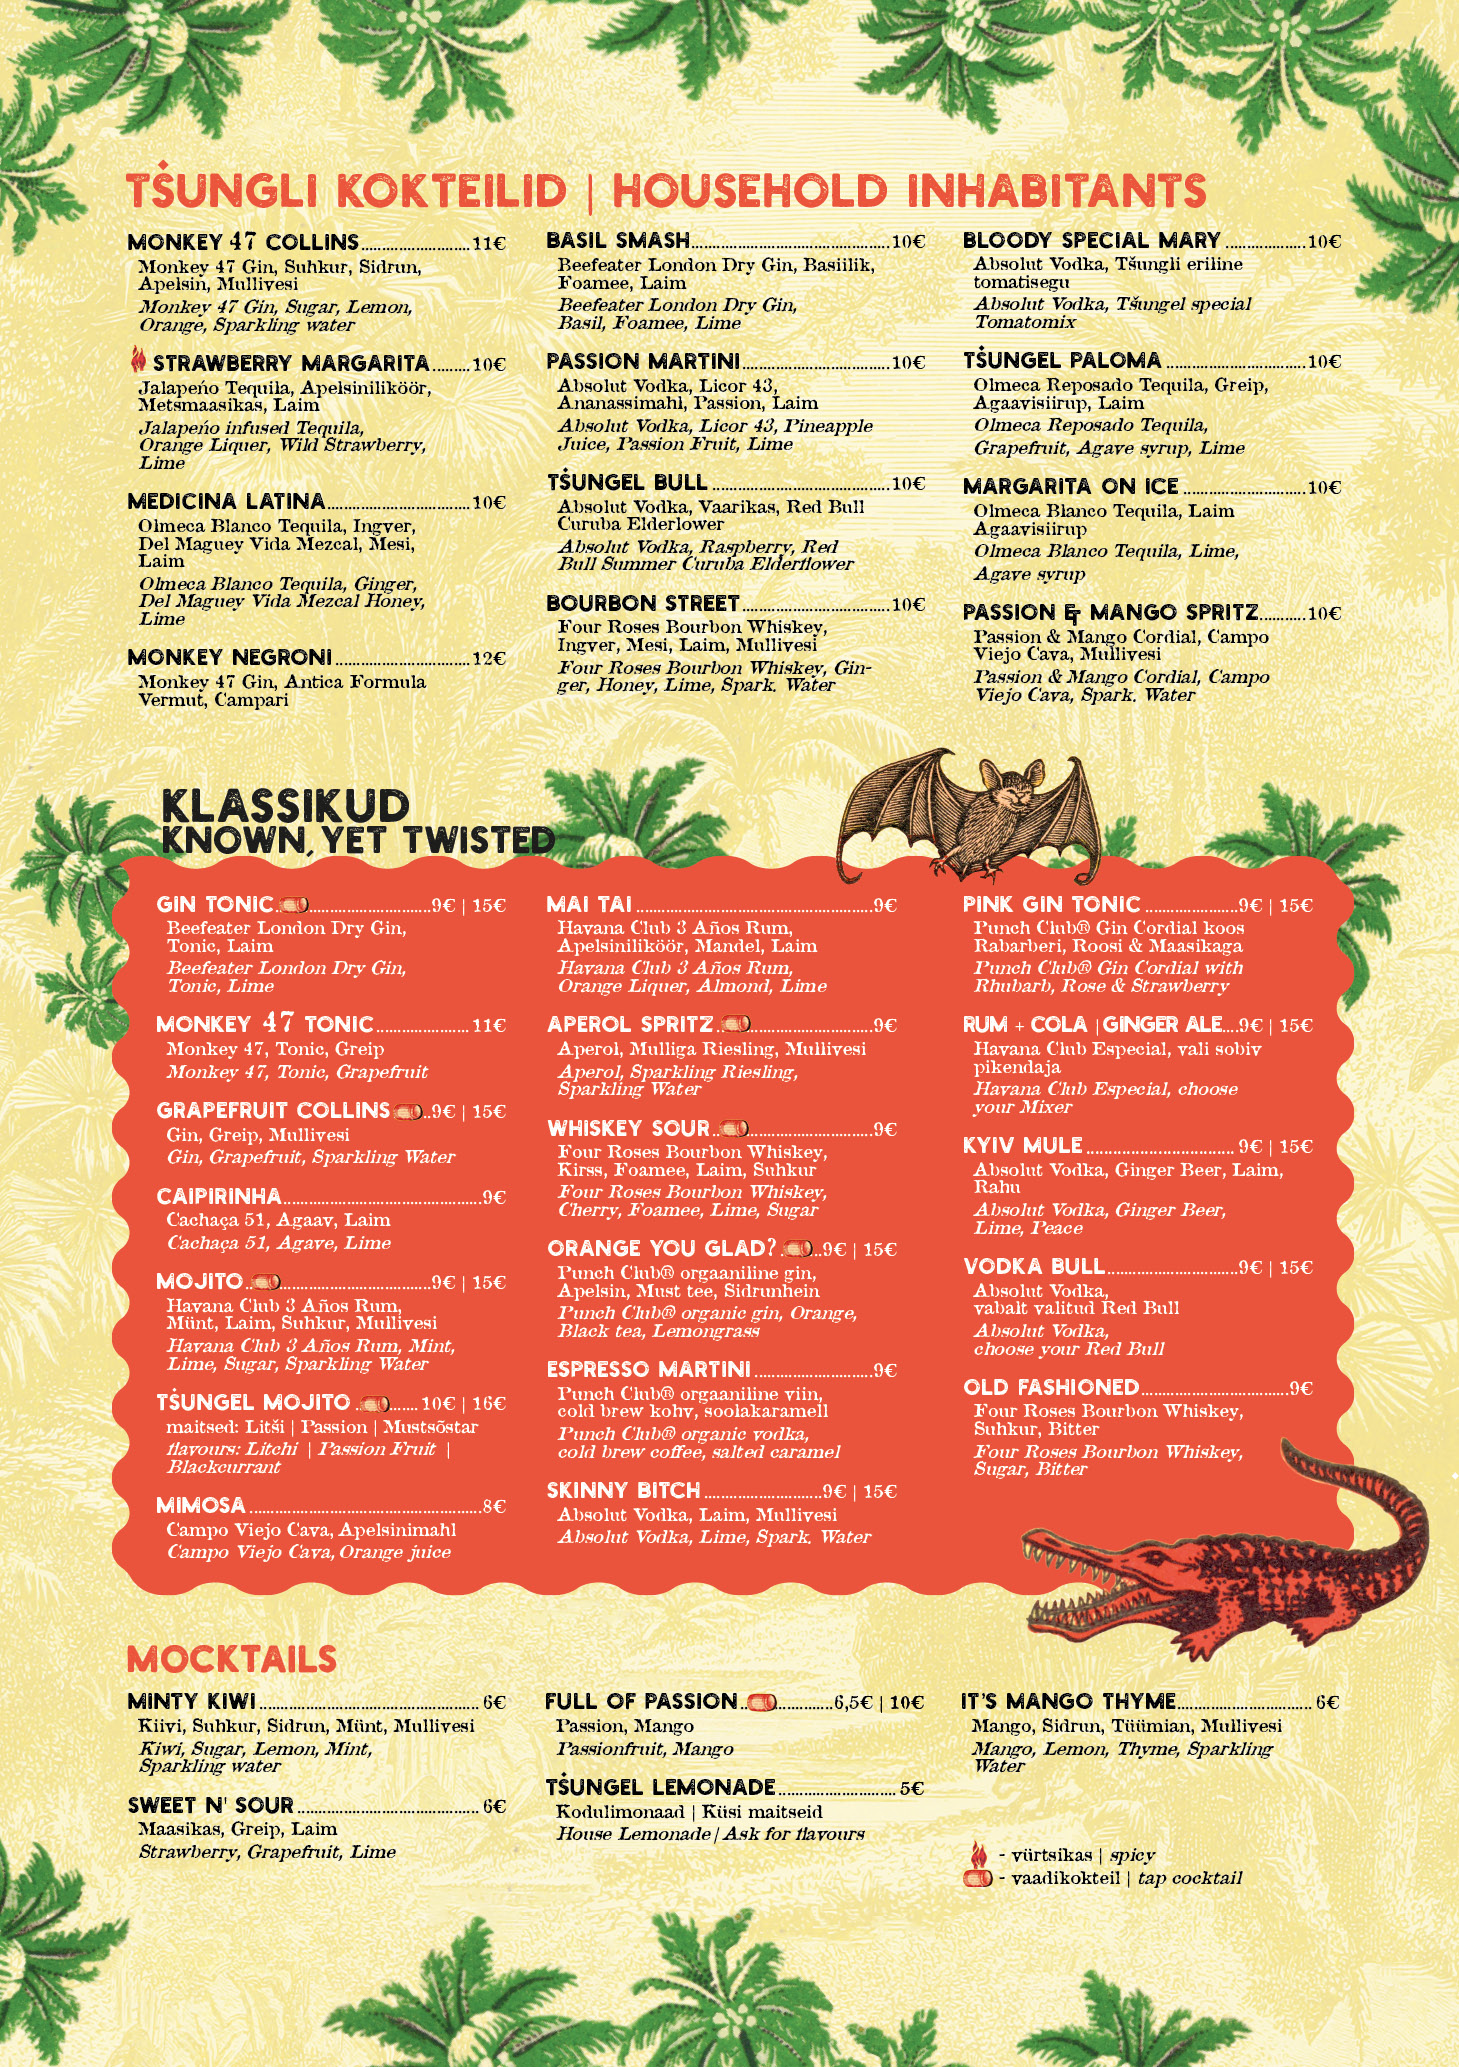 TŠUNGLI KOKTEILID | HOUSEHOLD INHABITANTS
MONKEY 47 COLLINS.........................11€
Monkey 47 Gin, Suhkur, Sidrun,
Apelsin, Mullivesi
Monkey 47 Gin, Sugar, Lemon,
Orange, Sparkling water
STRAWBERRY MARGARITA.........10€
Jalapeńo Tequila, Apelsiniliköör,
Metsmaasikas, Laim
Jalapeńo infused Tequila,
Orange Liquer, Wild Strawberry,
Lime
MEDICINA LATINA.................................10€
Olmeca Blanco Tequila, Ingver,
Del Maguey Vida Mezcal, Mesi,
Laim
Olmeca Blanco Tequila, Ginger,
Del Maguey Vida Mezcal Honey,
Lime
MONKEY NEGRONI...............................12€
Monkey 47 Gin, Antica Formula
Vermut, Campari
BASIL SMASH..............................................10€
Beefeater London Dry Gin, Basiilik,
Foamee, Laim
Beefeater London Dry Gin,
Basil, Foamee, Lime
PASSION MARTINI..................................10€
Absolut Vodka, Licor 43,
Ananassimahl, Passion, Laim
Absolut Vodka, Licor 43, Pineapple
Juice, Passion Fruit, Lime
TŠUNGEL BULL.........................................10€
Absolut Vodka, Vaarikas, Red Bull
Curuba Elderlower
Absolut Vodka, Raspberry, Red
Bull Summer Curuba Elderflower
BOURBON STREET..................................10€
Four Roses Bourbon Whiskey,
Ingver, Mesi, Laim, Mullivesi
Four Roses Bourbon Whiskey, Gin-
ger, Honey, Lime, Spark. Water
BLOODY SPECIAL MARY...................10€
Absolut Vodka, Tšungli eriline
tomatisegu
Absolut Vodka, Tšungel special
Tomatomix
TŠUNGEL PALOMA.................................10€
Olmeca Reposado Tequila, Greip,
Agaavisiirup, Laim
Olmeca Reposado Tequila,
Grapefruit, Agave syrup, Lime
MARGARITA ON ICE.............................10€
Olmeca Blanco Tequila, Laim
Agaavisiirup
Olmeca Blanco Tequila, Lime,
Agave syrup
PASSION & MANGO SPRITZ...........10€
Passion & Mango Cordial, Campo
Viejo Cava, Mullivesi
Passion & Mango Cordial, Campo
Viejo Cava, Spark. Water
KLASSIKUD
KNOWN, YET TWISTED
GIN TONIC.............................9€ | 15€
Beefeater London Dry Gin,
Tonic, Laim
Beefeater London Dry Gin,
Tonic, Lime
MONKEY 47 TONIC.....................11€
Monkey 47, Tonic, Greip
Monkey 47, Tonic, Grapefruit
GRAPEFRUIT COLLINS..9€ | 15€
Gin, Greip, Mullivesi
Gin, Grapefruit, Sparkling Water
CAIPIRINHA..............................................9€
Cachaça 51, Agaav, Laim
Cachaça 51, Agave, Lime
MOJITO.....................................9€ | 15€
Havana Club 3 Años Rum,
Münt, Laim, Suhkur, Mullivesi
Havana Club 3 Años Rum, Mint,
Lime, Sugar, Sparkling Water
TŠUNGEL MOJITO.......10€ | 16€
maitsed: Litši | Passion | Mustsõstar
flavours: Litchi | Passion Fruit |
Blackcurrant
MIMOSA......................................................8€
Campo Viejo Cava, Apelsinimahl
Campo Viejo Cava, Orange juice
MAI TAI.......................................................9€
Havana Club 3 Años Rum,
Apelsiniliköör, Mandel, Laim
Havana Club 3 Años Rum,
Orange Liquer, Almond, Lime
APEROL SPRITZ.............................9€
Aperol, Mulliga Riesling, Mullivesi
Aperol, Sparkling Riesling,
Sparkling Water
WHISKEY SOUR..............................9€
Four Roses Bourbon Whiskey,
Kirss, Foamee, Laim, Suhkur
Four Roses Bourbon Whiskey,
Cherry, Foamee, Lime, Sugar
ORANGE YOU GLAD?...9€ | 15€
Punch Club® orgaaniline gin,
Apelsin, Must tee, Sidrunhein
Punch Club® organic gin, Orange,
Black tea, Lemongrass
ESPRESSO MARTINI............................9€
Punch Club® orgaaniline viin,
cold brew kohv, soolakaramell
Punch Club® organic vodka,
cold brew coffee, salted caramel
SKINNY BITCH...........................9€ | 15€
Absolut Vodka, Laim, Mullivesi
Absolut Vodka, Lime, Spark. Water
PINK GIN TONIC......................9€ | 15€
Punch Club® Gin Cordial koos
Rabarberi, Roosi & Maasikaga
Punch Club® Gin Cordial with
Rhubarb, Rose & Strawberry
RUM + COLA | GINGER ALE....9€ | 15€
Havana Club Especial, vali sobiv
pikendaja
Havana Club Especial, choose
your Mixer
KYIV MULE...................................9€ | 15€
Absolut Vodka, Ginger Beer, Laim,
Rahu
Absolut Vodka, Ginger Beer,
Lime, Peace
VODKA BULL...............................9€ | 15€
Absolut Vodka,
vabalt valitud Red Bull
Absolut Vodka,
choose your Red Bull
OLD FASHIONED..................................9€
Four Roses Bourbon Whiskey,
Suhkur, Bitter
Four Roses Bourbon Whiskey,
Sugar, Bitter
MOCKTAILS
MINTY KIWI...................................................6€
Kiivi, Suhkur, Sidrun, Münt, Mullivesi
Kiwi, Sugar, Lemon, Mint,
Sparkling water
SWEET N' SOUR..........................................6€
Maasikas, Greip, Laim
Strawberry, Grapefruit, Lime
FULL OF PASSION..............6,5€ | 10€
Passion, Mango
Passionfruit, Mango
TŠUNGEL LEMONADE...........................5€
Kodulimonaad | Küsi maitseid
House Lemonade | Ask for flavours
IT'S MANGO THYME...............................6€
Mango, Sidrun, Tüümian, Mullivesi
Mango, Lemon, Thyme, Sparkling
Water
- vürtsikas | spicy
- vaadikokteil | tap cocktail